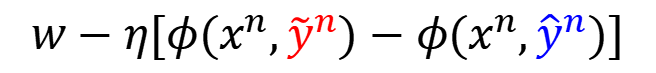 w − η[ϕ(xⁿ, ỹⁿ) − ϕ(xⁿ, ŷⁿ)]